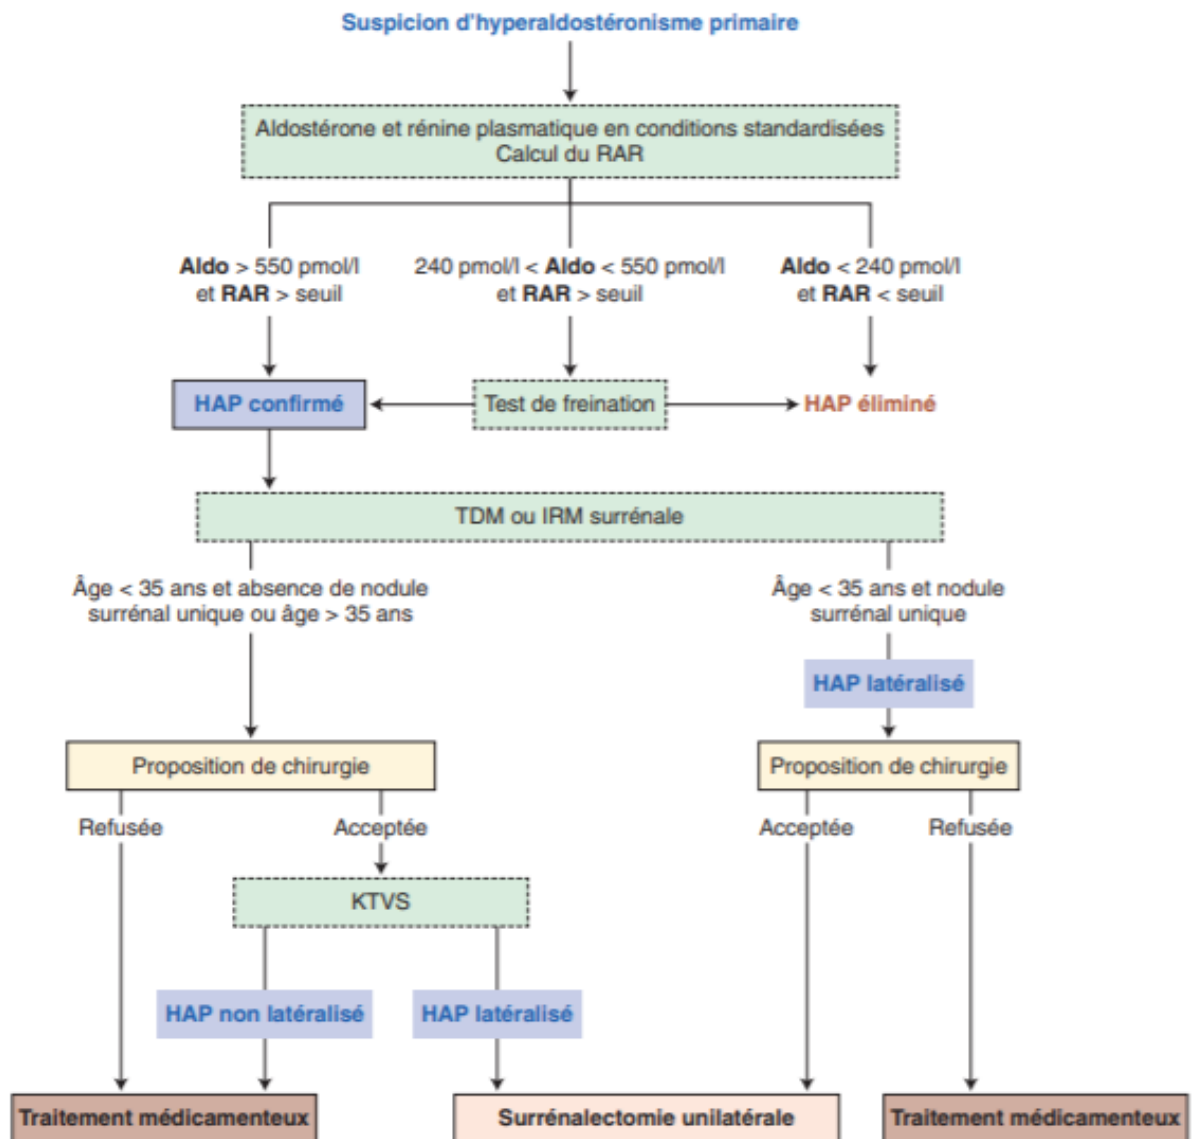 Suspicion d'hyperaldostéronisme primaire
Aldostérone et rénine plasmatique en conditions standardisées
Calcul du RAR
Aldo > 550 pmol/l
et RAR > seuil
240 pmol/l < Aldo < 550 pmol/l
et RAR > seuil
Aldo < 240 pmol/l
et RAR < seuil
HAP confirmé
Test de freination
HAP éliminé
TDM ou IRM surrénale
Âge < 35 ans et absence de nodule
surrénal unique ou âge > 35 ans
Âge < 35 ans et nodule
surrénal unique
HAP latéralisé
Proposition de chirurgie
Proposition de chirurgie
Refusée
Acceptée
Acceptée
Refusée
KTVS
HAP non latéralisé
HAP latéralisé
Traitement médicamenteux
Surrénalectomie unilatérale
Traitement médicamenteux